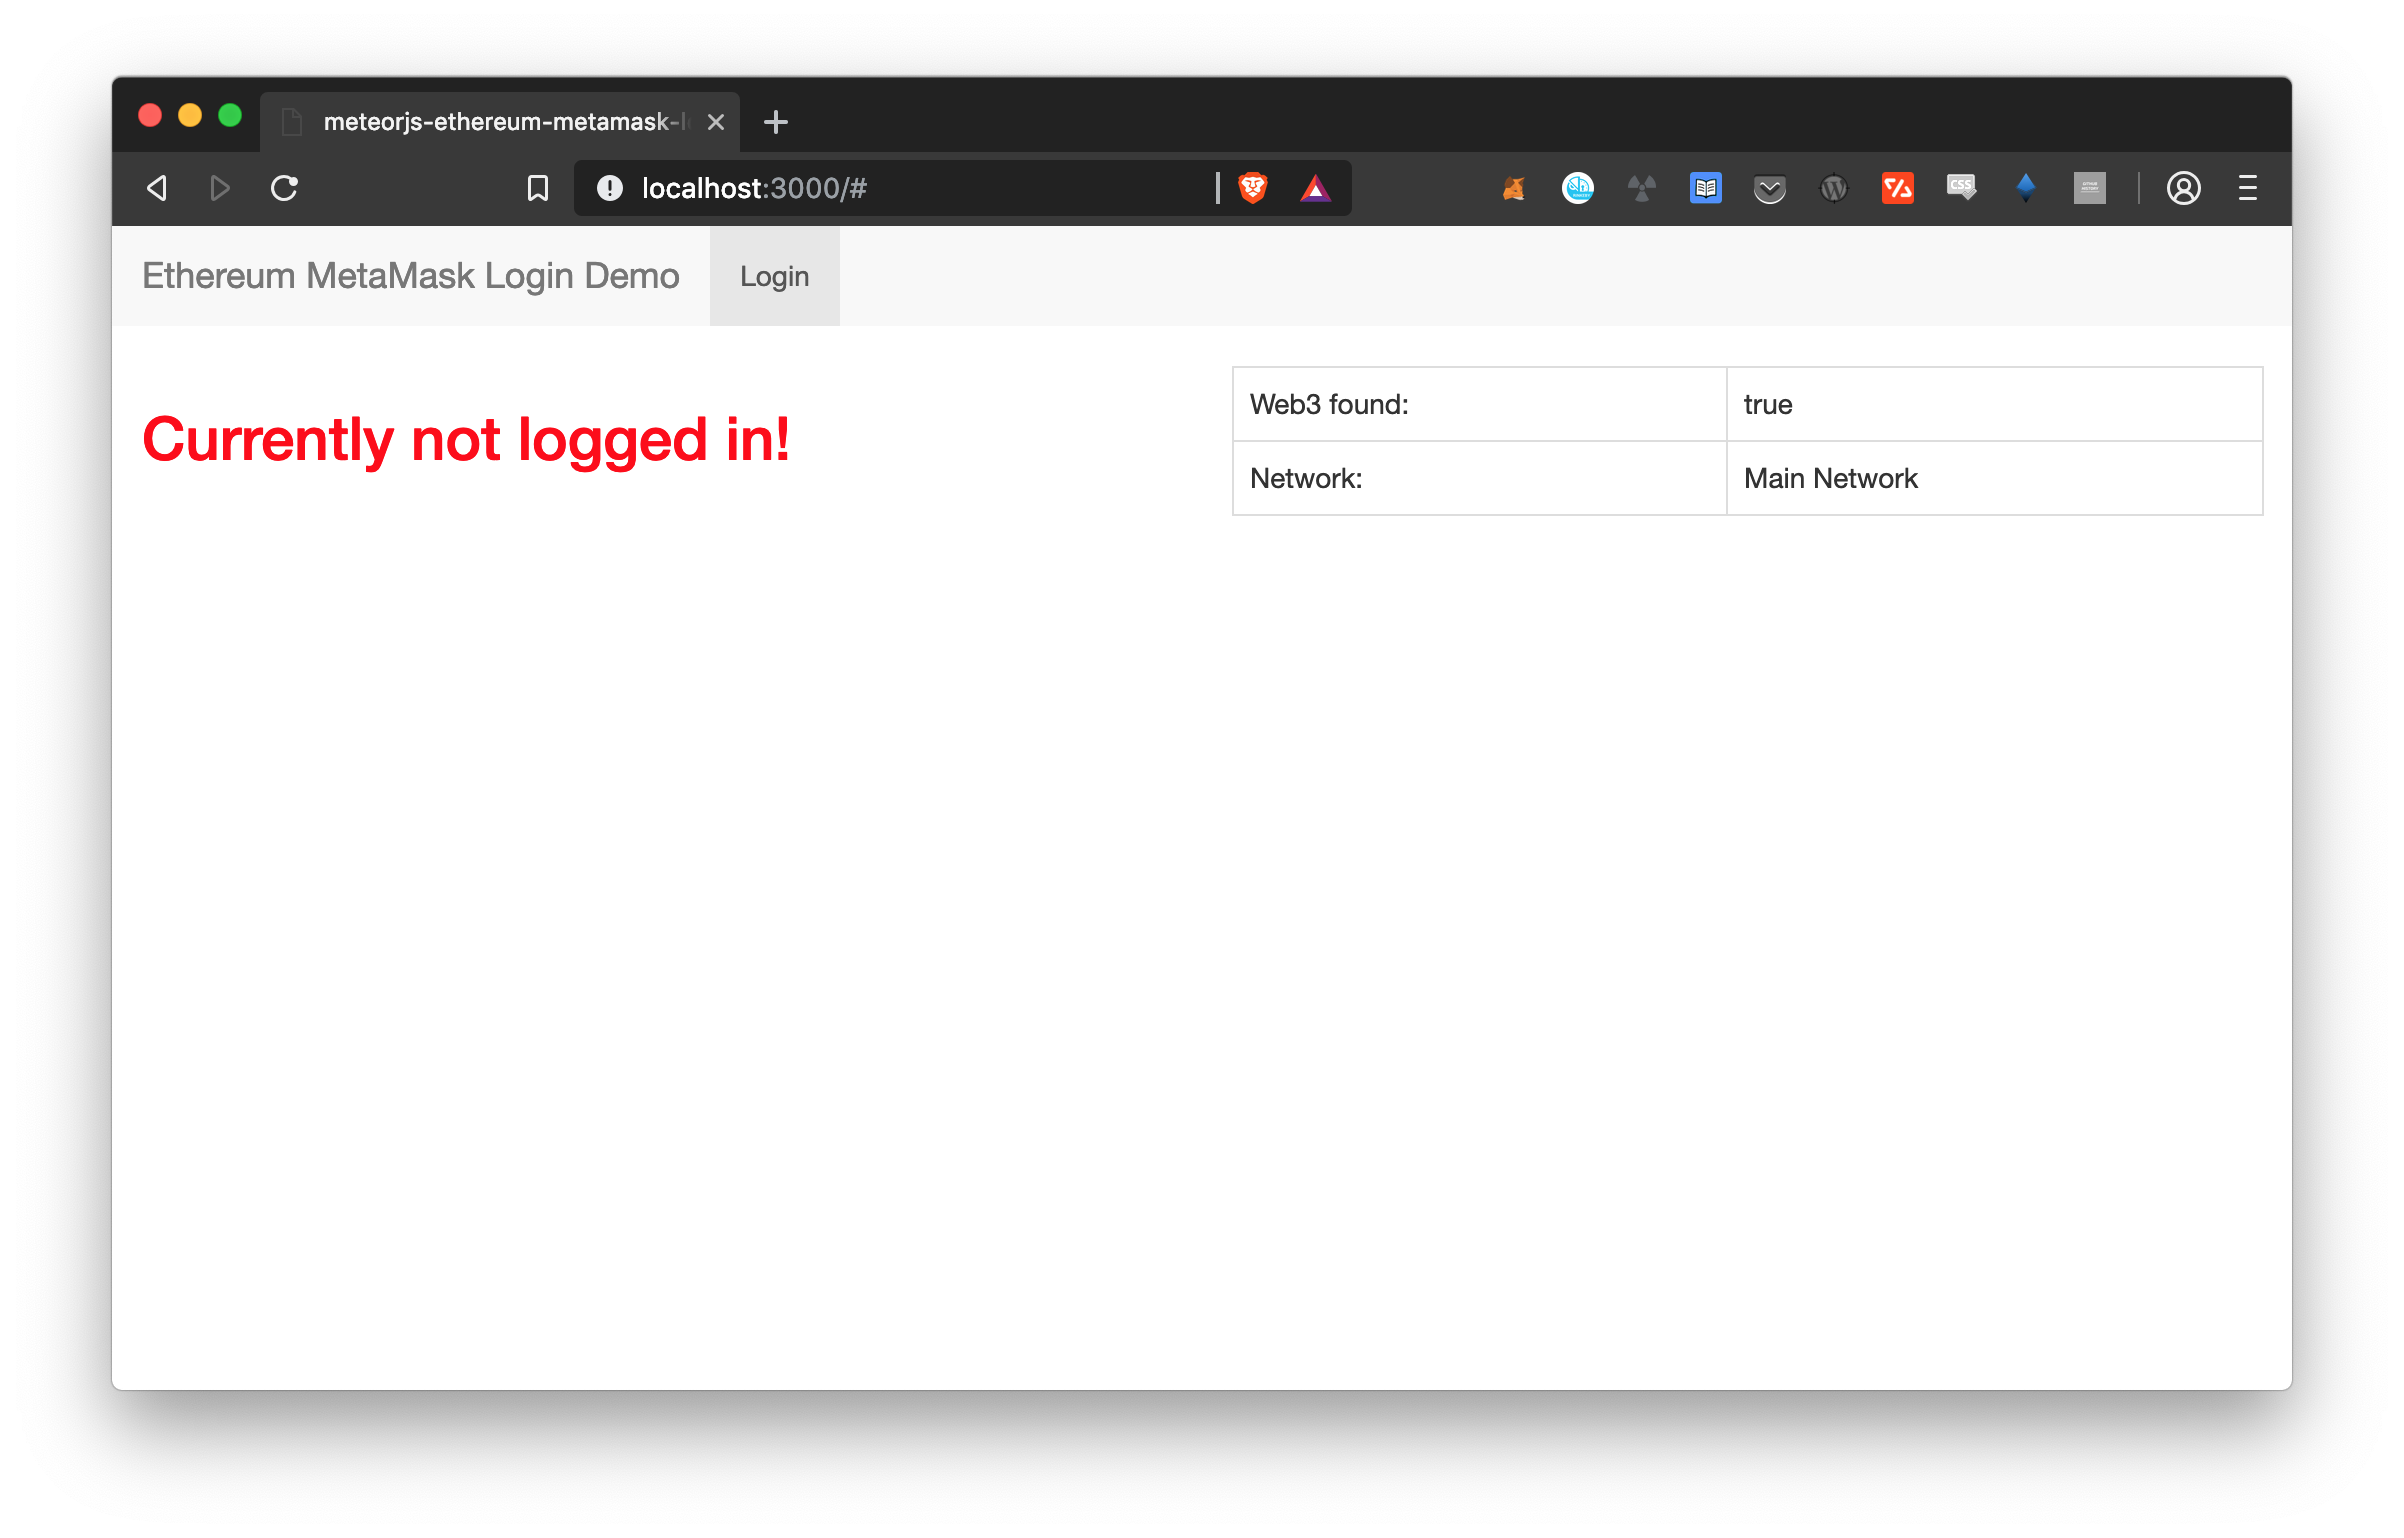 meteorjs-ethereum-metamask-l
localhost:3000/#
CSS
Ethereum MetaMask Login Demo
Login
Currently not logged in!
Web3 found: true
Network: Main Network